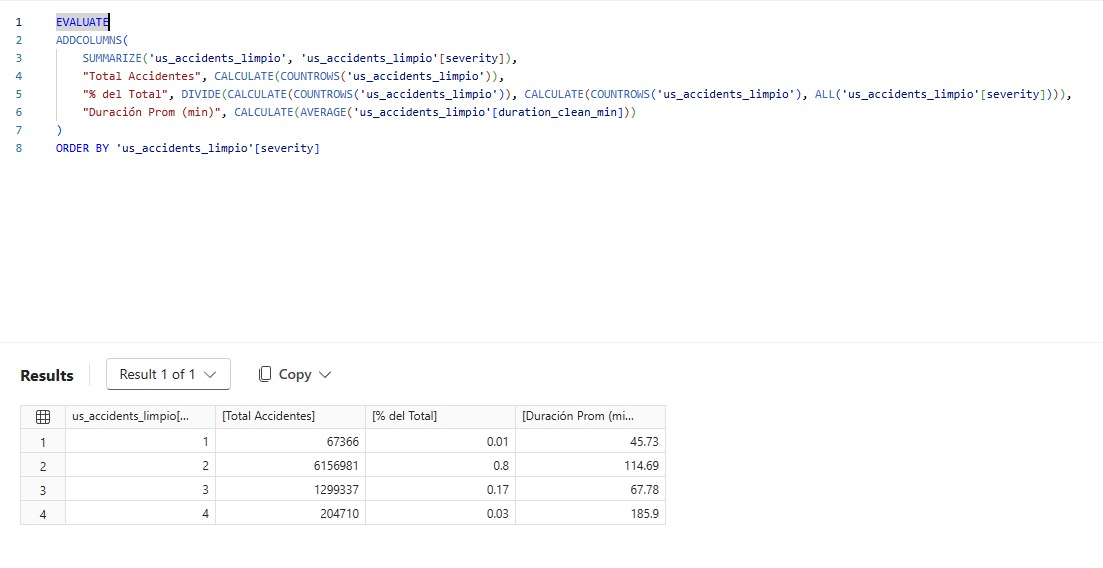 1 EVALUATE
2 ADDCOLUMNS(
3 SUMMARIZE('us_accidents_limpio', 'us_accidents_limpio'[severity]),
4 "Total Accidentes", CALCULATE(COUNTROWS('us_accidents_limpio')),
5 "% del Total", DIVIDE(CALCULATE(COUNTROWS('us_accidents_limpio')), CALCULATE(COUNTROWS('us_accidents_limpio'), ALL('us_accidents_limpio'[severity]))),
6 "Duración Prom (min)", CALCULATE(AVERAGE('us_accidents_limpio'[duration_clean_min]))
7 )
8 ORDER BY 'us_accidents_limpio'[severity]
Results Result 1 of 1 Copy
us_accidents_limpio[... [Total Accidentes] [% del Total] [Duración Prom (mi...
1 1 67366 0.01 45.73
2 2 6156981 0.8 114.69
3 3 1299337 0.17 67.78
4 4 204710 0.03 185.9